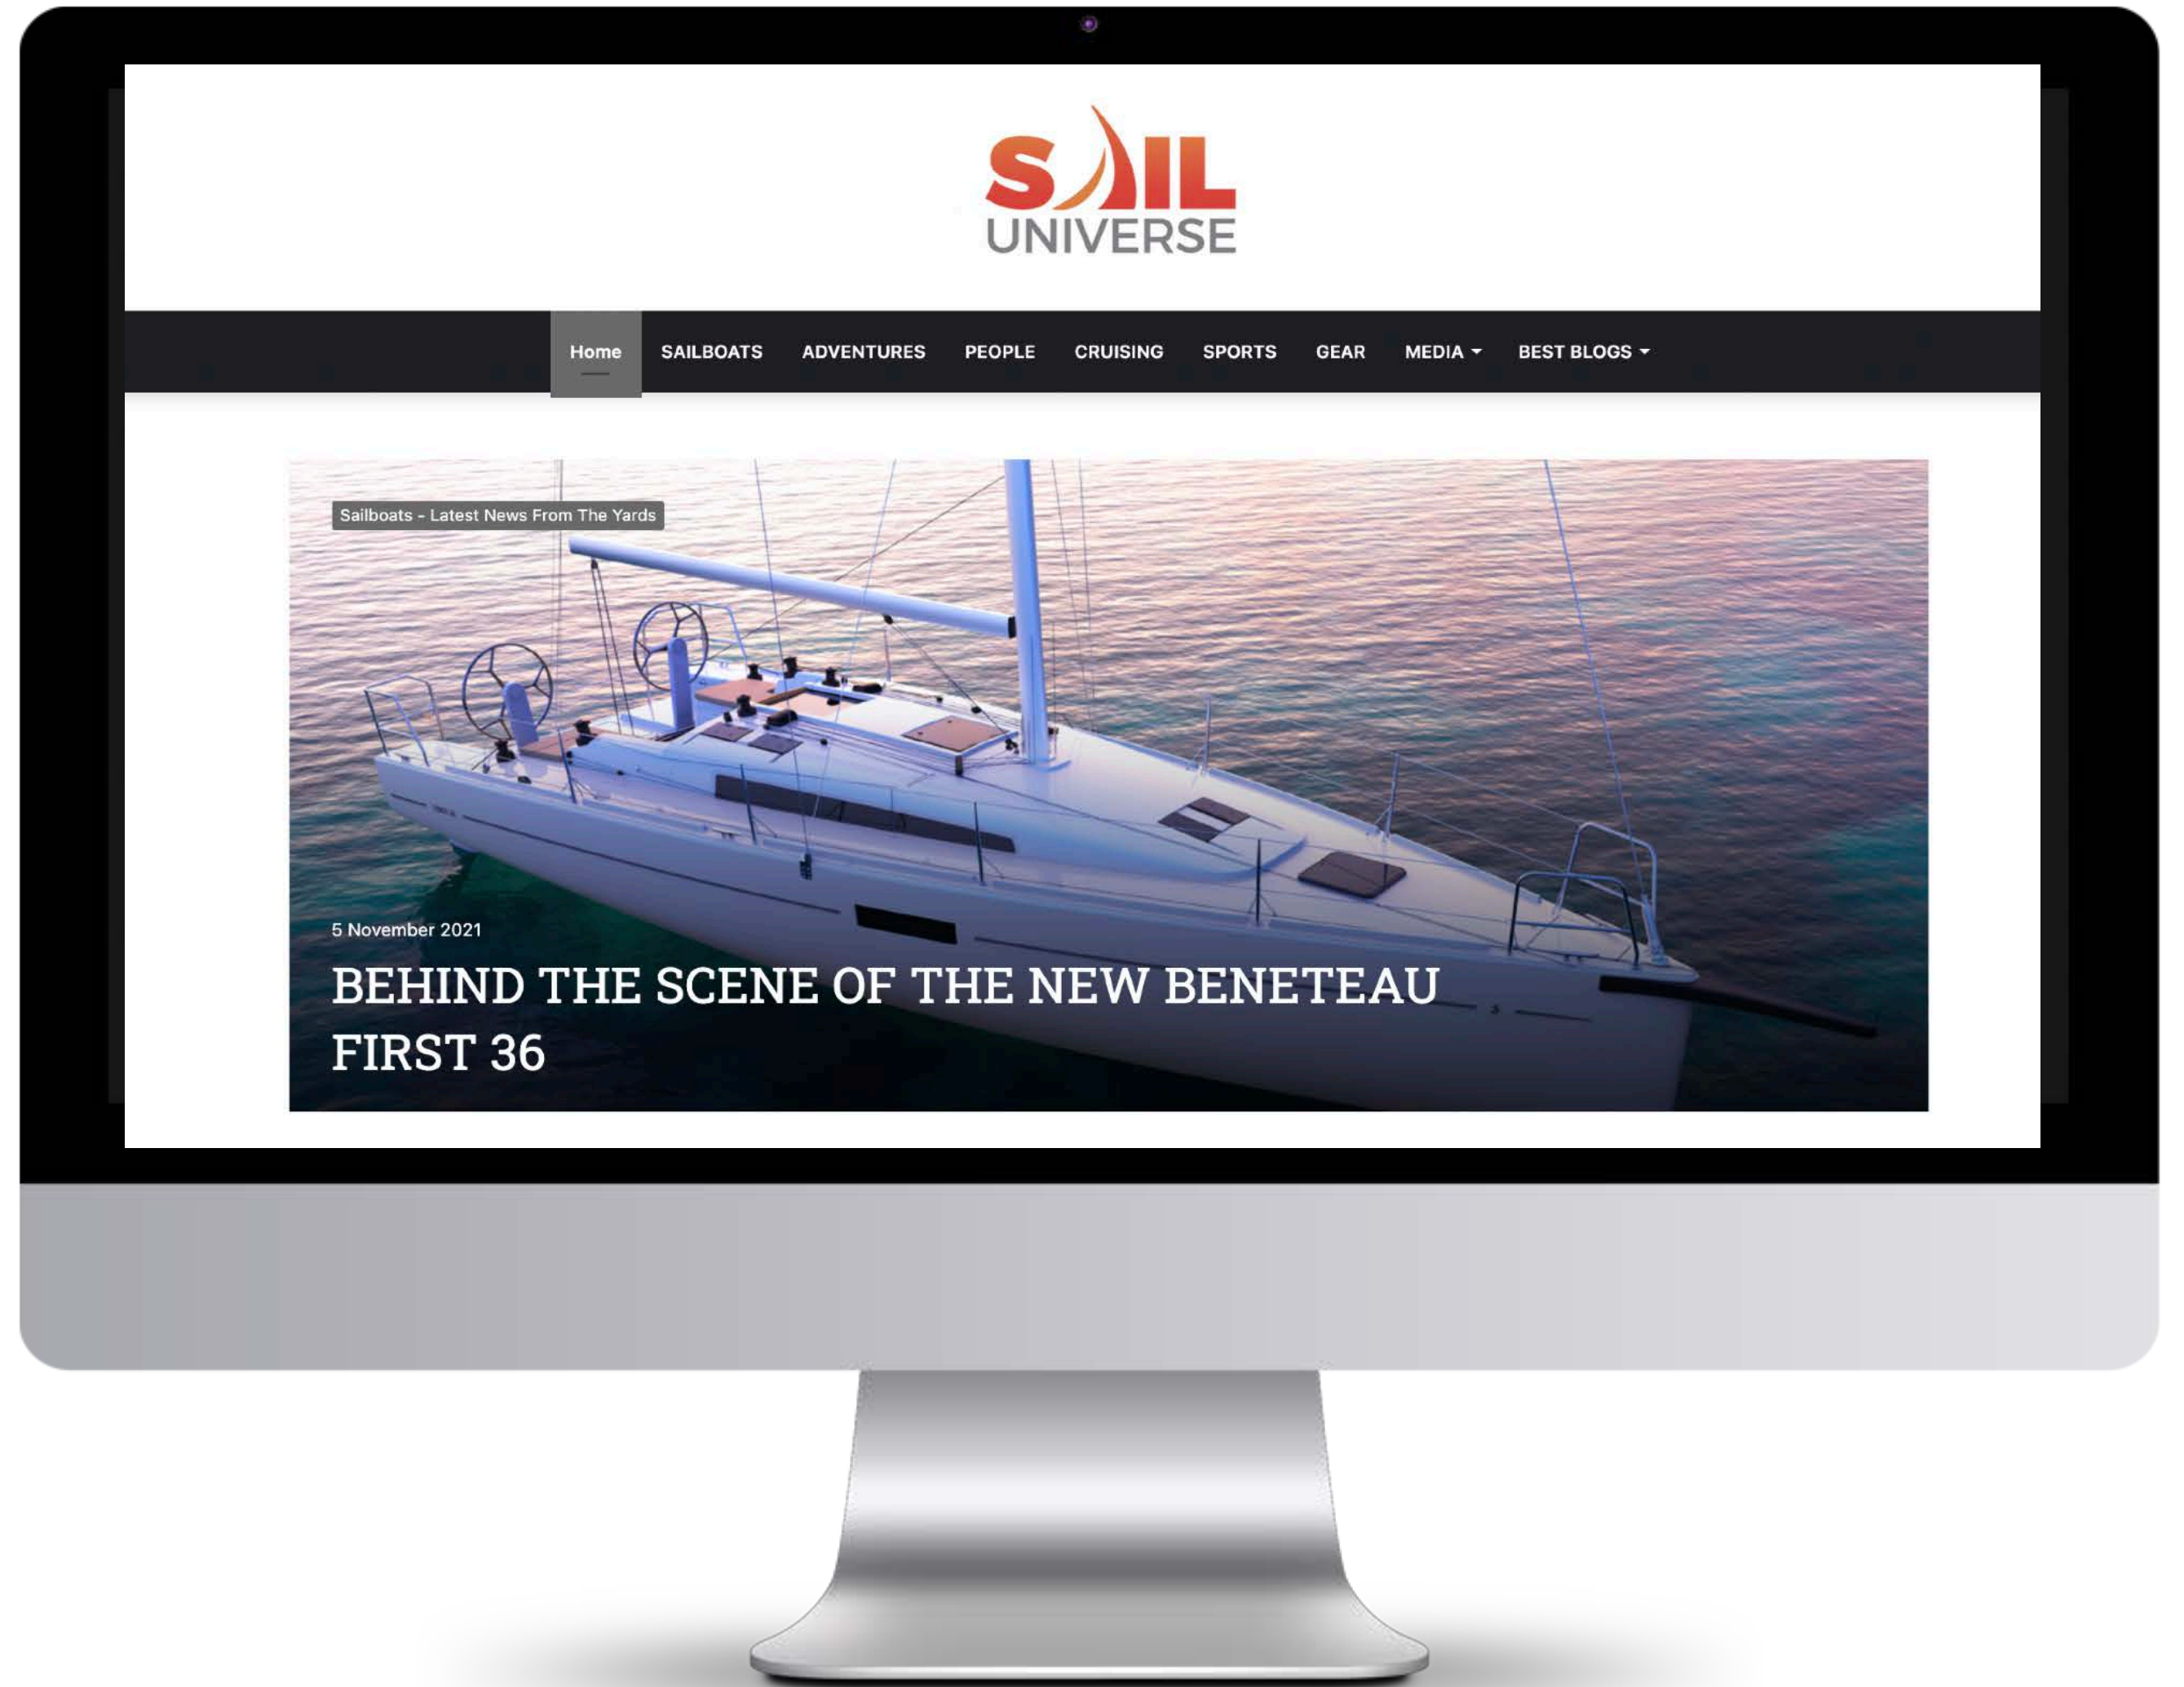 SAIL
UNIVERSE
Home SAILBOATS ADVENTURES PEOPLE CRUISING SPORTS GEAR MEDIA BEST BLOGS
Sailboats - Latest News From The Yards
5 November 2021
BEHIND THE SCENE OF THE NEW BENETEAU
FIRST 36